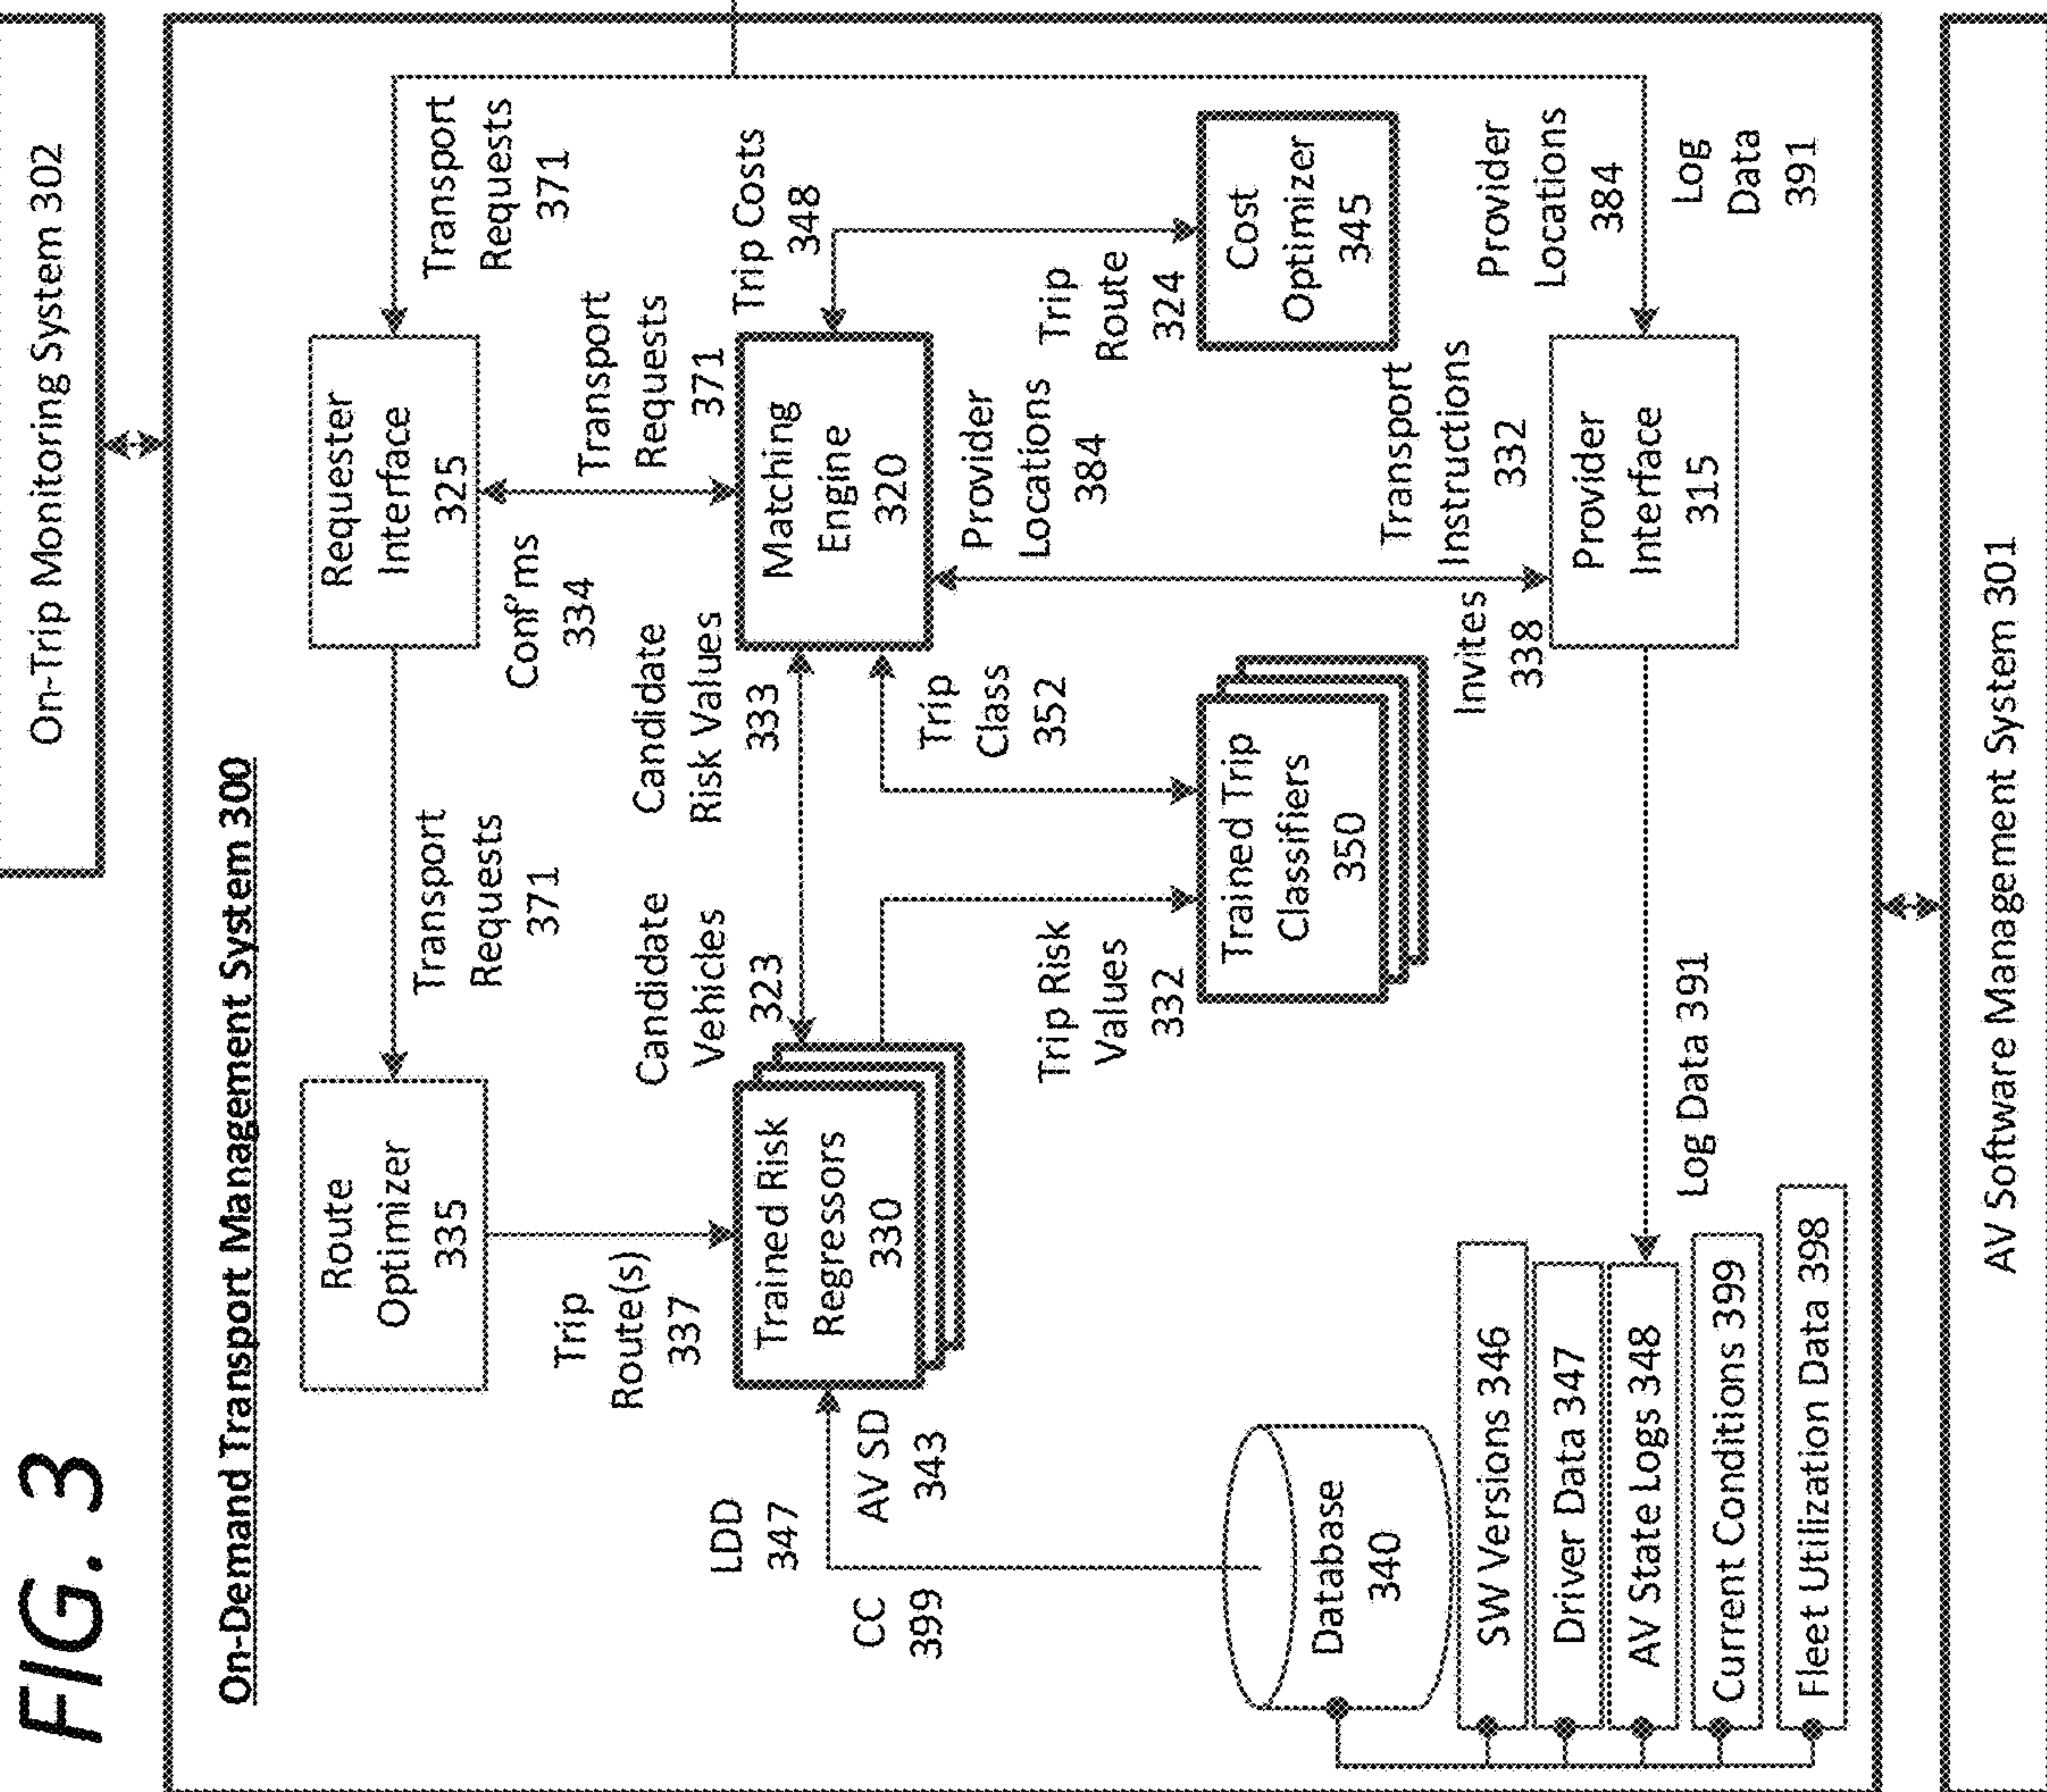 FIG. 3
On-Trip Monitoring System 302
On-Demand Transport Management System 300
Route
Optimizer
335
Transport
Requests
371
Requester
Interface
325
Transport
Requests
371
Trip
Route(s)
337
Conf'ms
334
Transport
Requests
371
Candidate
Vehicles
323
Candidate
Risk Values
333
Trip Costs
348
LDD
347
CC
399
AV SD
343
Trained Risk
Regressors
330
Matching
Engine
320
Trip
Class
352
Provider
Locations
384
Trip Risk
Values
332
Trip
Route
324
Database
340
Trained Trip
Classifiers
350
Cost
Optimizer
345
Transport
Instructions
332
Invites
338
Provider
Locations
384
SW Versions 346
Driver Data 347
AV State Logs 348
Current Conditions 399
Fleet Utilization Data 398
Log Data 391
Provider
Interface
315
Log
Data
391
AV Software Management System 301